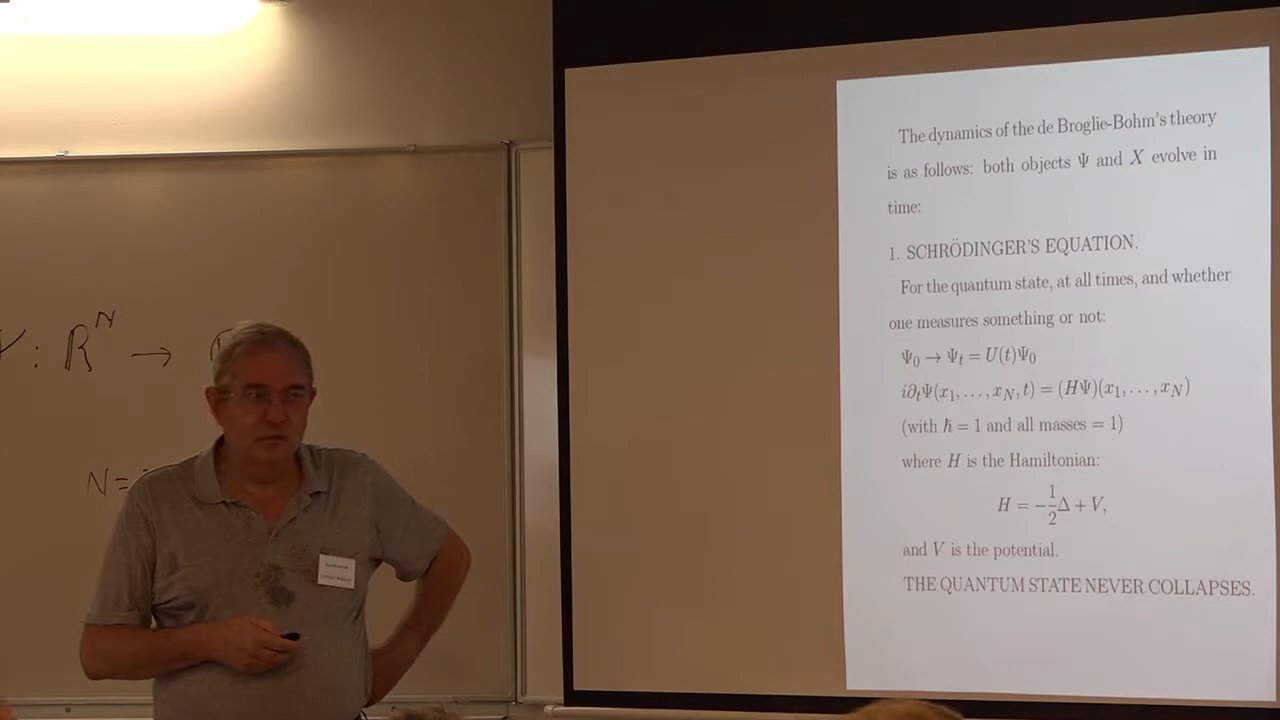 Ψ : R^N →
N =
The dynamics of the de Broglie-Bohm's theory
is as follows: both objects Ψ and X evolve in
time:
1. SCHRÖDINGER'S EQUATION.
For the quantum state, at all times, and whether
one measures something or not:
Ψ₀ → Ψₜ = U(t)Ψ₀
i∂ₜΨ(x₁, . . . , x_N, t) = (HΨ)(x₁, . . . , x_N)
(with ℏ = 1 and all masses = 1)
where H is the Hamiltonian:
H = −1/2 Δ + V,
and V is the potential.
THE QUANTUM STATE NEVER COLLAPSES.